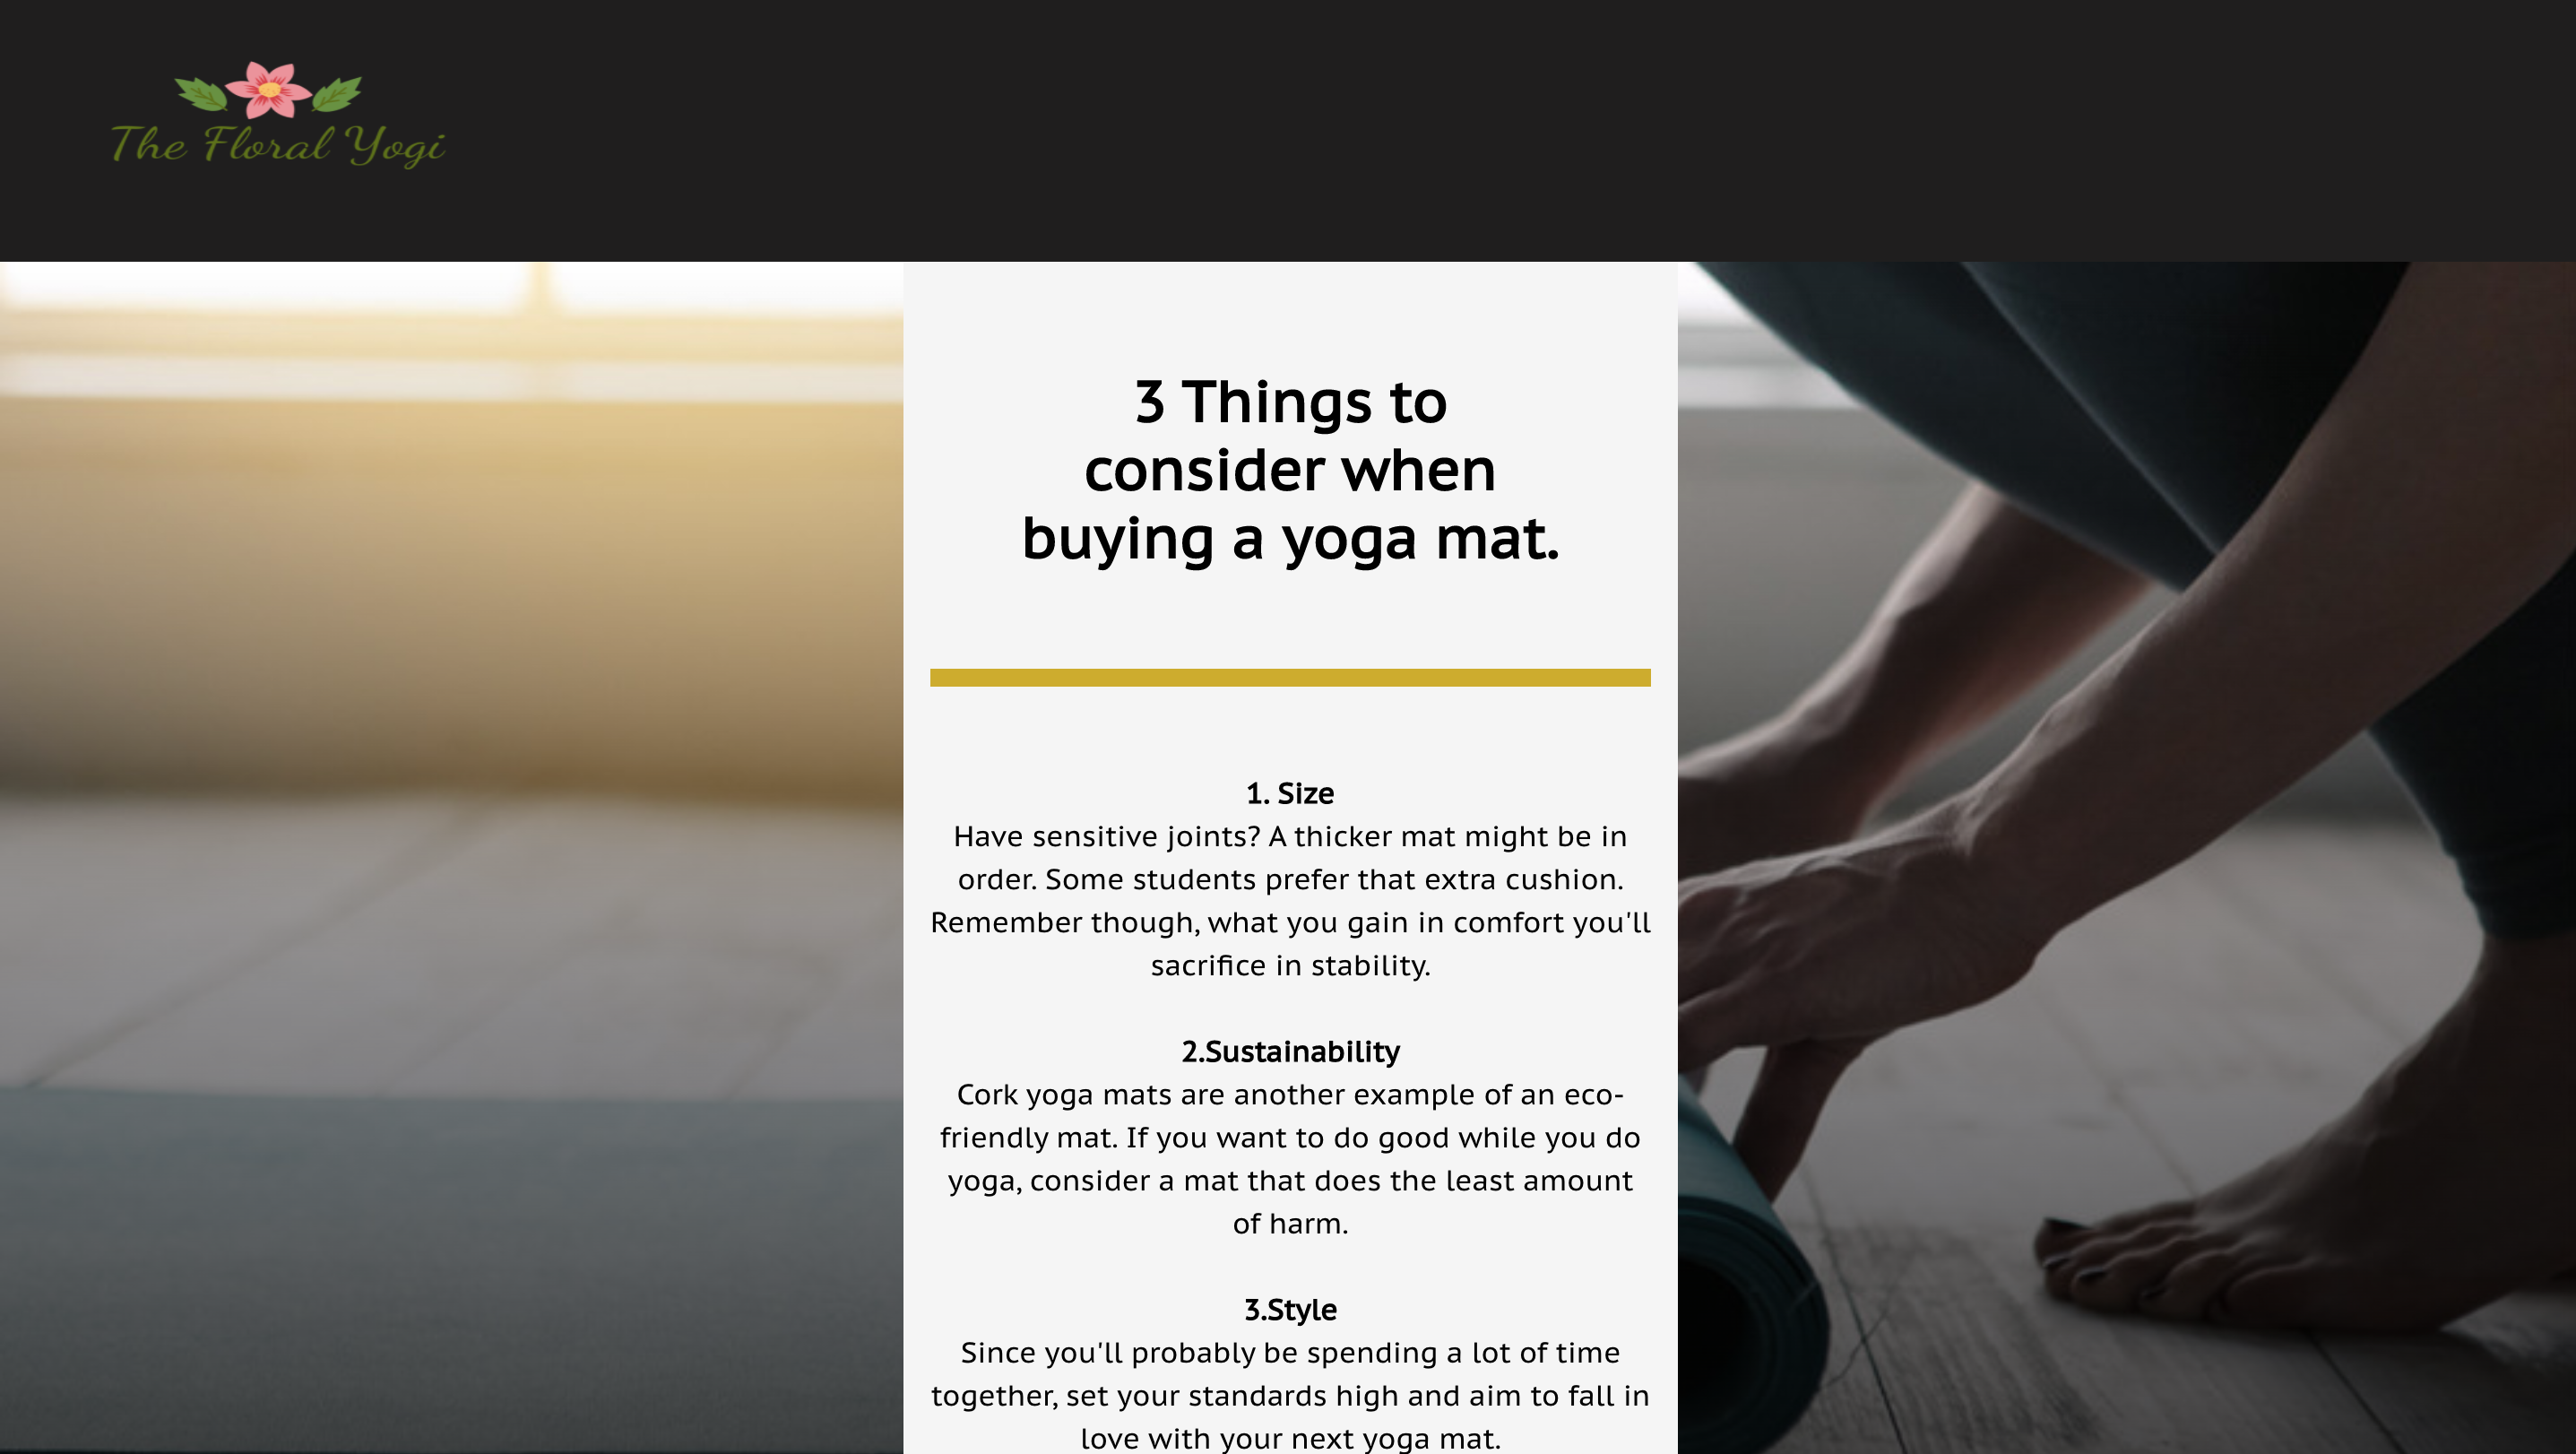 The Floral Yogi
3 Things to
consider when
buying a yoga mat.
1. Size
Have sensitive joints? A thicker mat might be in
order. Some students prefer that extra cushion.
Remember though, what you gain in comfort you'll
sacrifice in stability.
2.Sustainability
Cork yoga mats are another example of an eco-
friendly mat. If you want to do good while you do
yoga, consider a mat that does the least amount
of harm.
3.Style
Since you'll probably be spending a lot of time
together, set your standards high and aim to fall in
love with your next yoga mat.